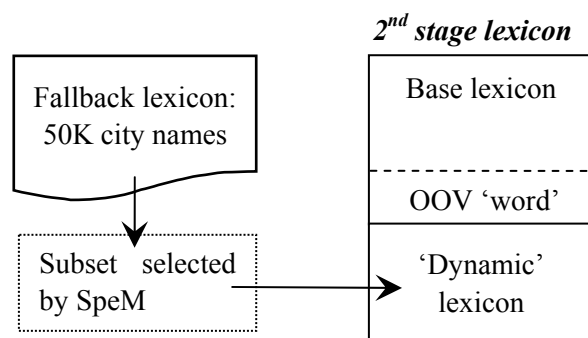 2nd stage lexicon
Fallback lexicon:
50K city names
Subset selected
by SpeM
Base lexicon
OOV ‘word’
‘Dynamic’
lexicon